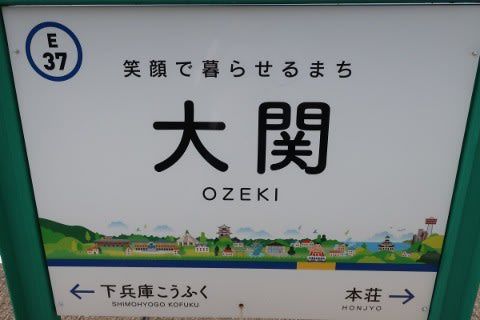 E
37
笑顔で暮らせるまち
大関
OZEKI
← 下兵庫こうふく
SHIMOHYOGO KOFUKU
本荘 →
HONJYO